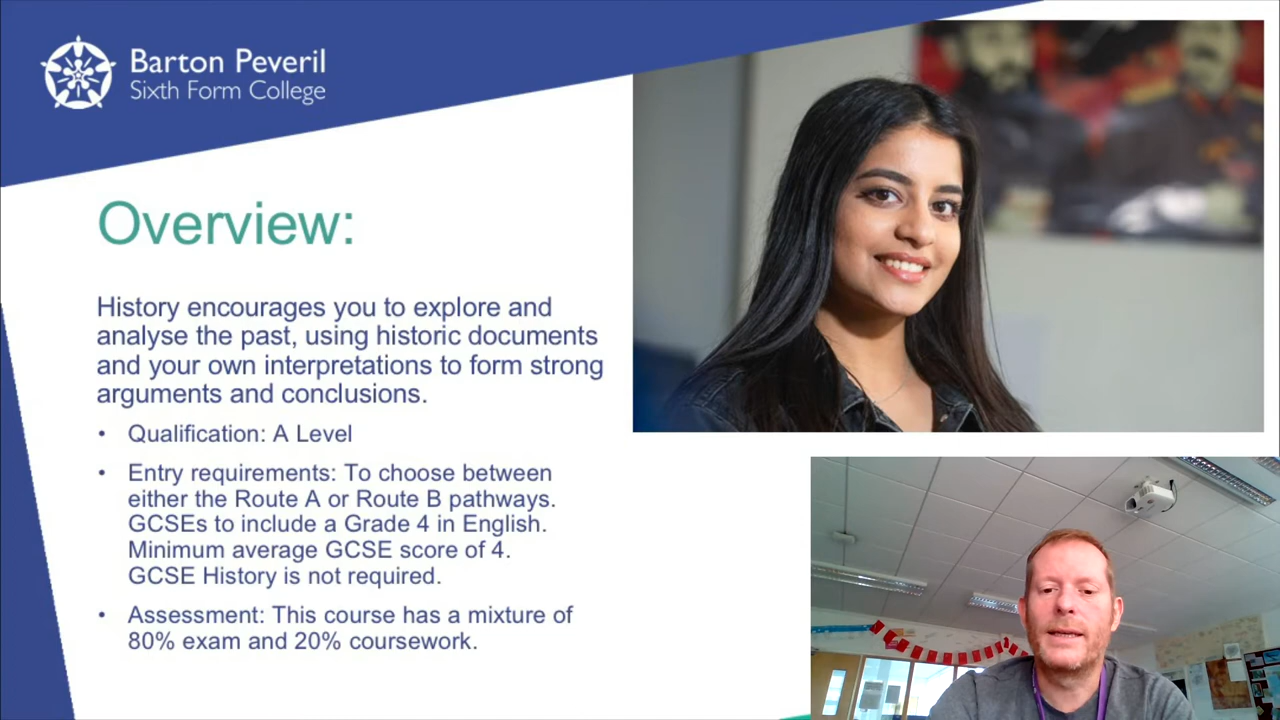 Barton Peveril
Sixth Form College
Overview:
History encourages you to explore and
analyse the past, using historic documents
and your own interpretations to form strong
arguments and conclusions.
• Qualification: A Level
• Entry requirements: To choose between
either the Route A or Route B pathways.
GCSEs to include a Grade 4 in English.
Minimum average GCSE score of 4.
GCSE History is not required.
• Assessment: This course has a mixture of
80% exam and 20% coursework.